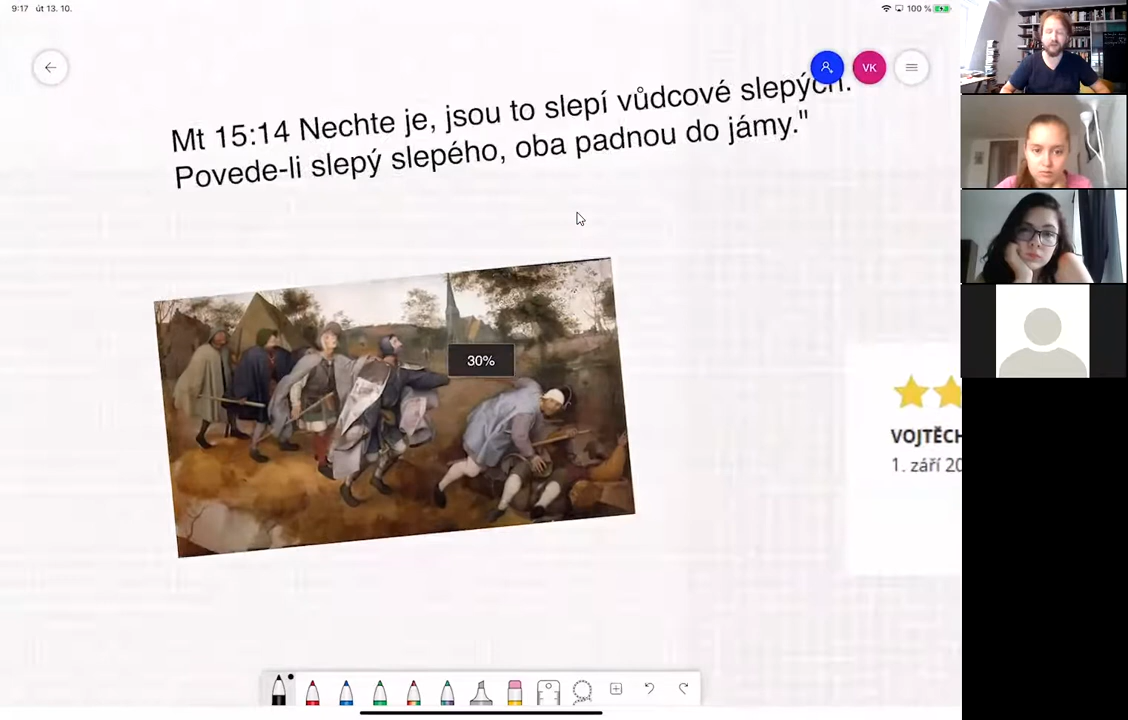 9:17 út 13. 10.
100 %
VK
Mt 15:14 Nechte je, jsou to slepí vůdcové slepých.
Povede-li slepý slepého, oba padnou do jámy."
30%
VOJTĚCH
1. září 20